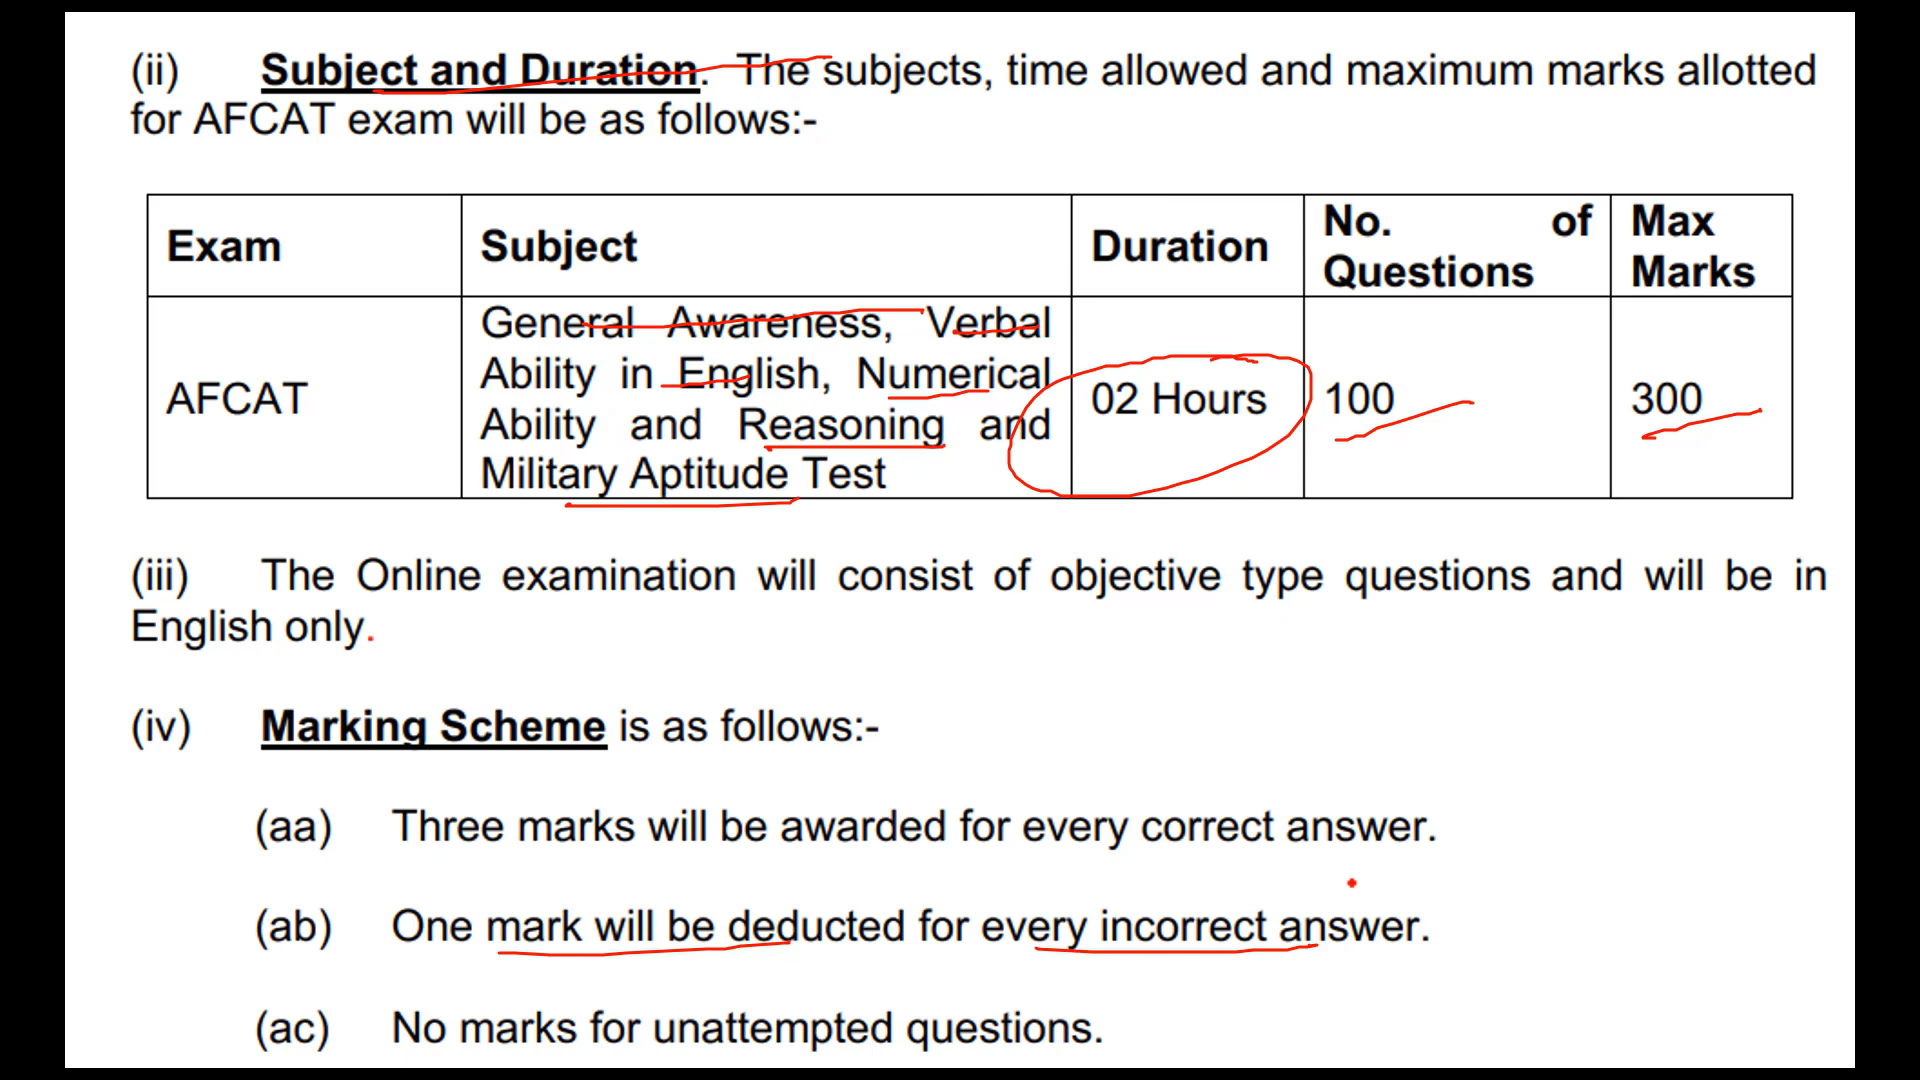 (ii) Subject and Duration. The subjects, time allowed and maximum marks allotted
for AFCAT exam will be as follows:-
Exam Subject Duration No. of Questions Max Marks
AFCAT
General Awareness, Verbal
Ability in English, Numerical
Ability and Reasoning and
Military Aptitude Test
02 Hours
100
300
(iii) The Online examination will consist of objective type questions and will be in
English only.
(iv) Marking Scheme is as follows:-
(aa) Three marks will be awarded for every correct answer.
(ab) One mark will be deducted for every incorrect answer.
(ac) No marks for unattempted questions.